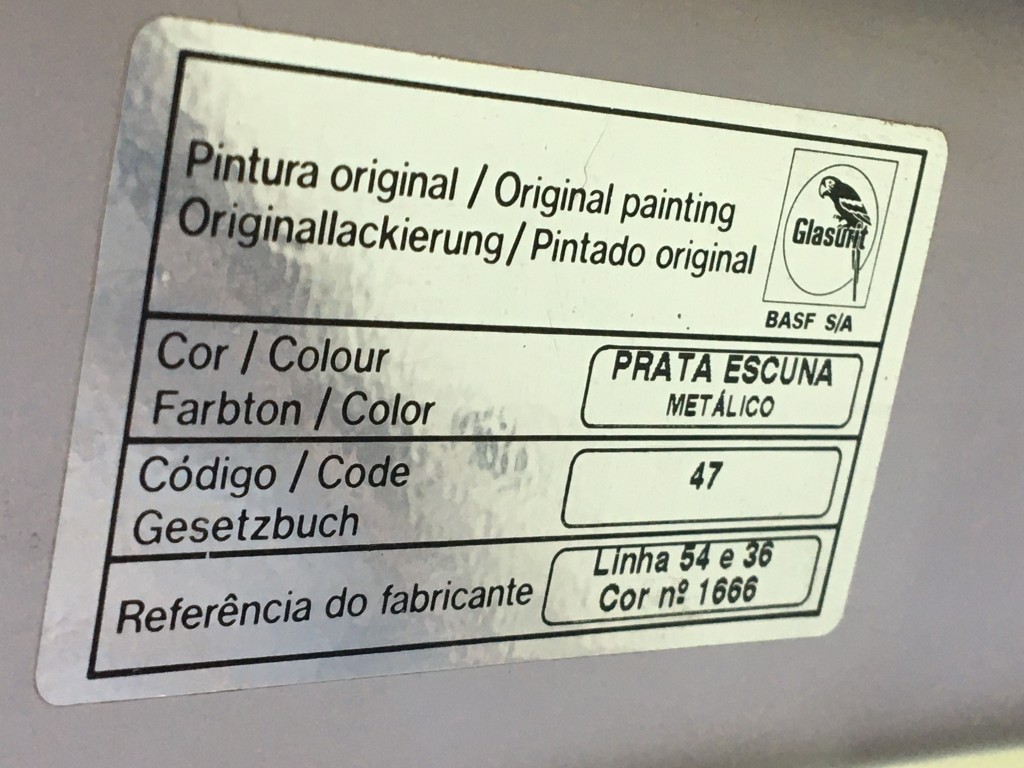 Pintura original / Original painting
Originallackierung / Pintado original
Glasurit
BASF S/A
Cor / Colour
Farbton / Color
PRATA ESCUNA
METÁLICO
Código / Code
Gesetzbuch
47
Referência do fabricante
Linha 54 e 36
Cor nº 1666